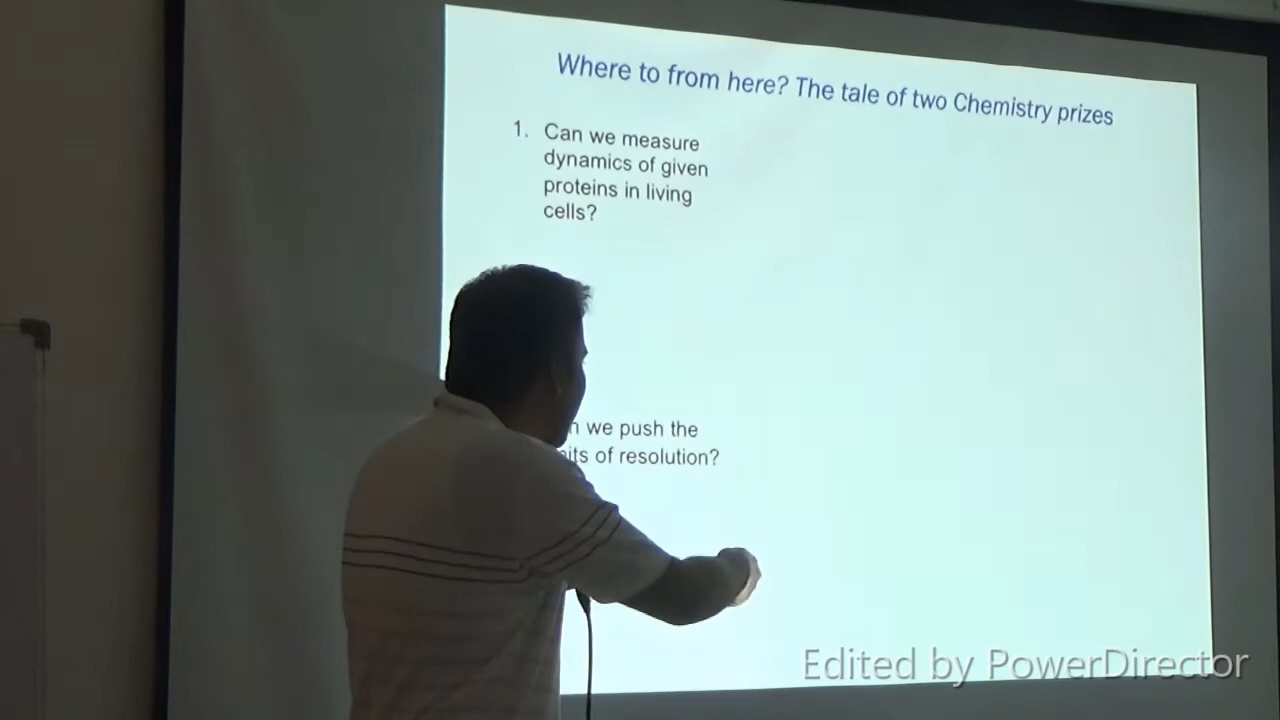 Where to from here? The tale of two Chemistry prizes
1. Can we measure
dynamics of given
proteins in living
cells?
we push the
of resolution?
Edited by PowerDirector